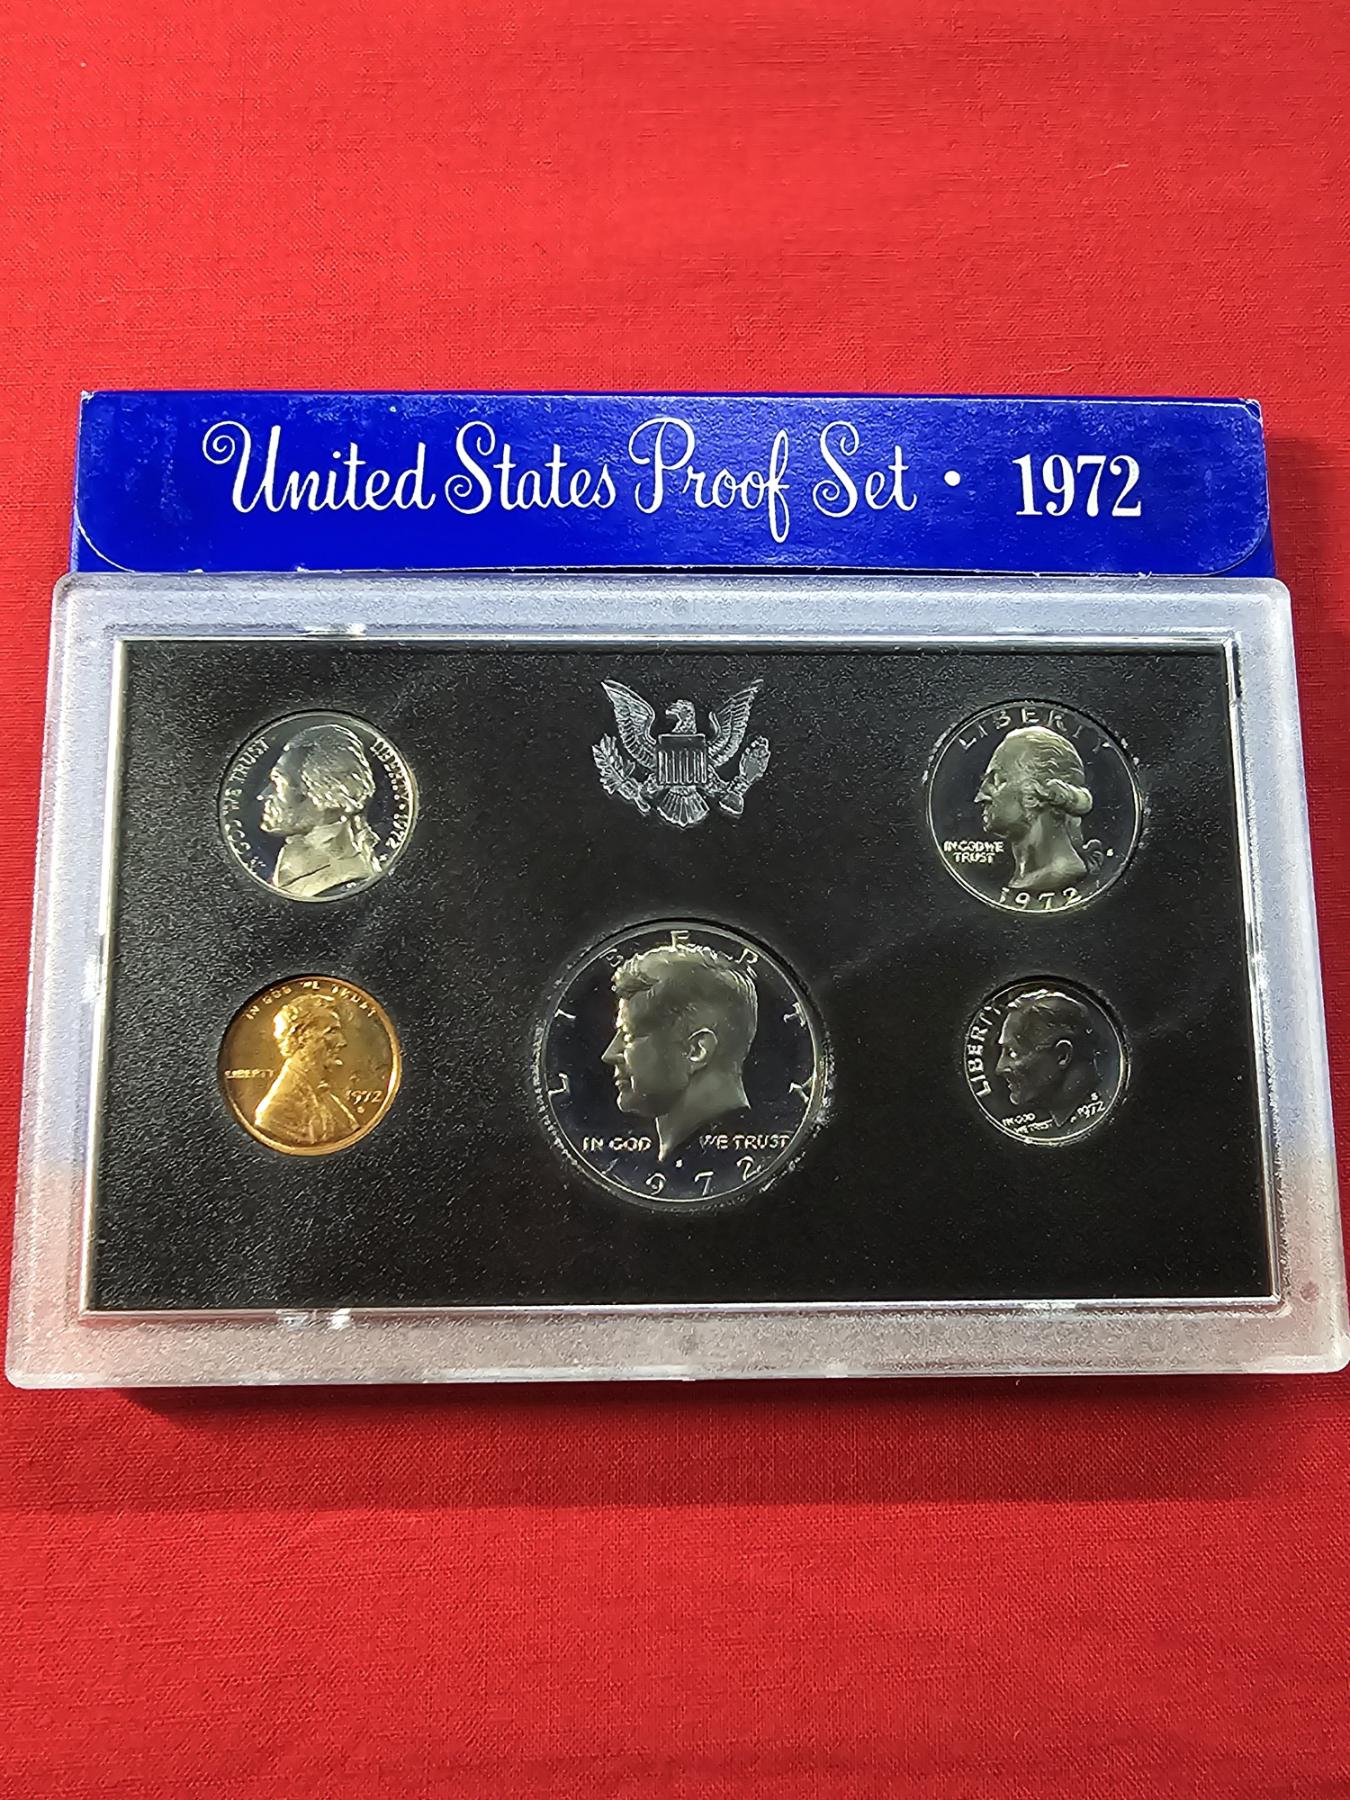 United States Proof Set • 1972
IN GOD WE TRUST
LIBERTY • 1972
LIBERTY
IN GOD WE
TRUST
S
1972
IN GOD WE TRUST
LIBERTY
1972
S
LIBERTY
IN GOD WE TRUST
1972
LIBERTY
IN GOD
WE TRUST
S
1972